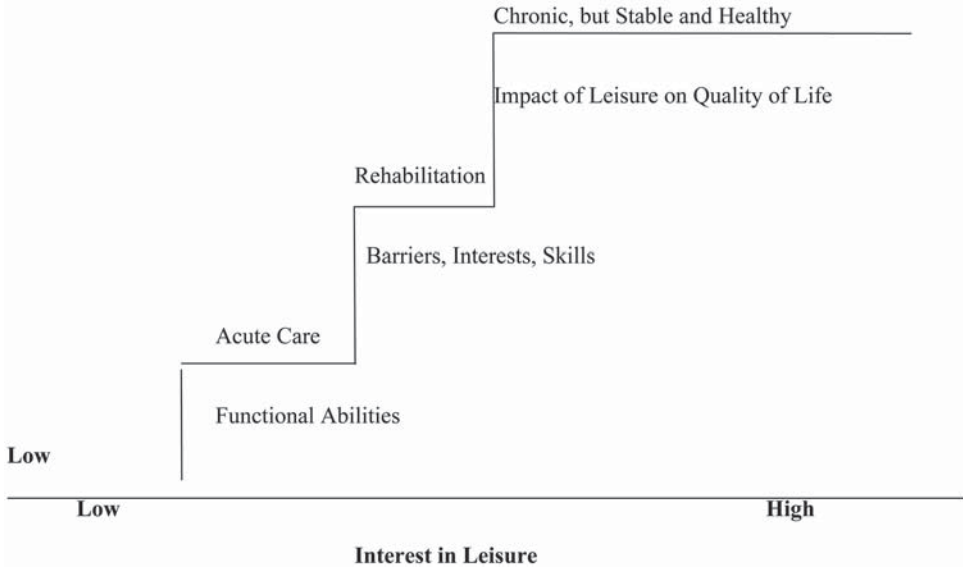 Chronic, but Stable and Healthy
Impact of Leisure on Quality of Life
Rehabilitation
Barriers, Interests, Skills
Acute Care
Functional Abilities
Low
Low
High
Interest in Leisure